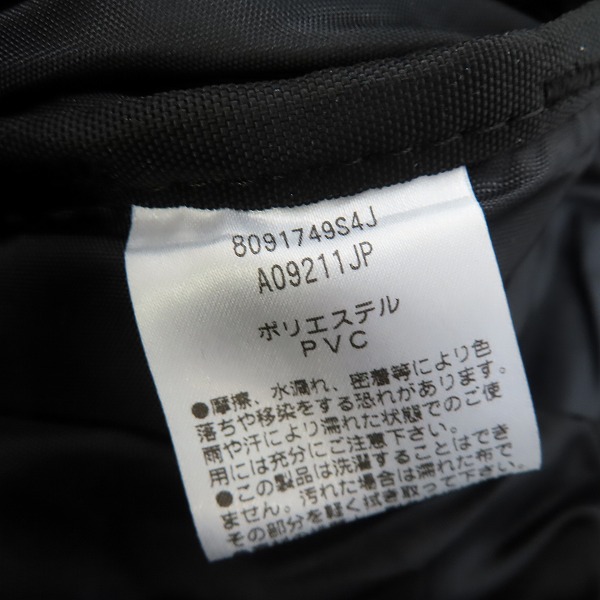 8091749S4J
A09211JP
ポリエステル
PVC
●摩擦、水濡れ、密着等により色
落ちや移染をする恐れがあります。
雨や汗により濡れた状態でのご使
用には充分にご注意下さい。
●この製品は洗濯することはでき
ません。汚れた場合は濡れた布で
その部分を軽く拭き取って下さい。